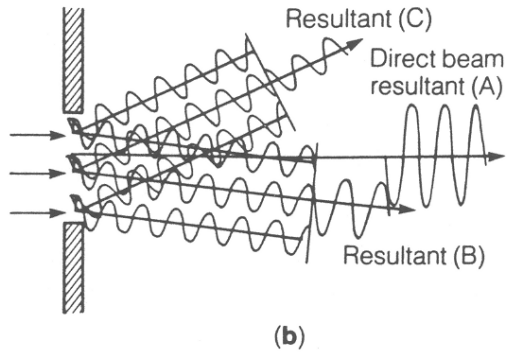 Resultant (C)
Direct beam
resultant (A)
Resultant (B)
(b)